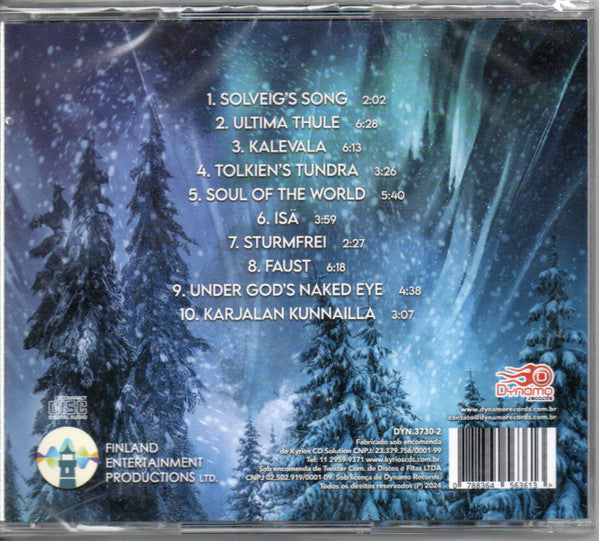 1. SOLVEIG'S SONG 2:02
2. ULTIMA THULE 6:28
3. KALEVALA 6:13
4. TOLKIEN'S TUNDRA 3:26
5. SOUL OF THE WORLD 5:40
6. ISÄ 3:59
7. STURMFREI 2:27
8. FAUST 6:18
9. UNDER GOD'S NAKED EYE 4:38
10. KARJALAN KUNNAILLA 3:07
Dynamo
records
www.dynamorecords.com.br
contato@dynamorecords.com.br
COMPACT
disc
DIGITAL AUDIO
FINLAND
ENTERTAINMENT
PRODUCTIONS LTD.
DYN.3730-2
Fabricado sob encomenda
de Kyrios CD Solution CNPJ: 23.379.756/0001-99
Tel: 11 2959-4371 www.kyrioscds.com.br
Sob encomenda de Twister Com. de Discos e Fitas LTDA
CNPJ 02.502.919/0001-09. Sob licença de Dynamo Records.
Todos os direitos reservados (P) 2024